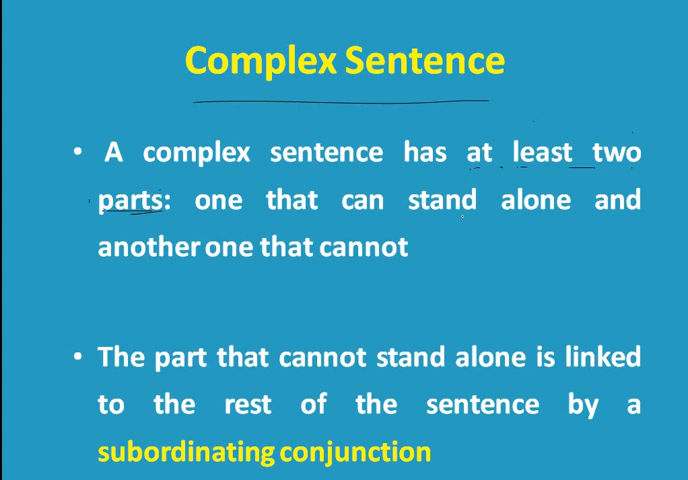 Complex Sentence
• A complex sentence has at least two
parts: one that can stand alone and
another one that cannot
• The part that cannot stand alone is linked
to the rest of the sentence by a
subordinating conjunction